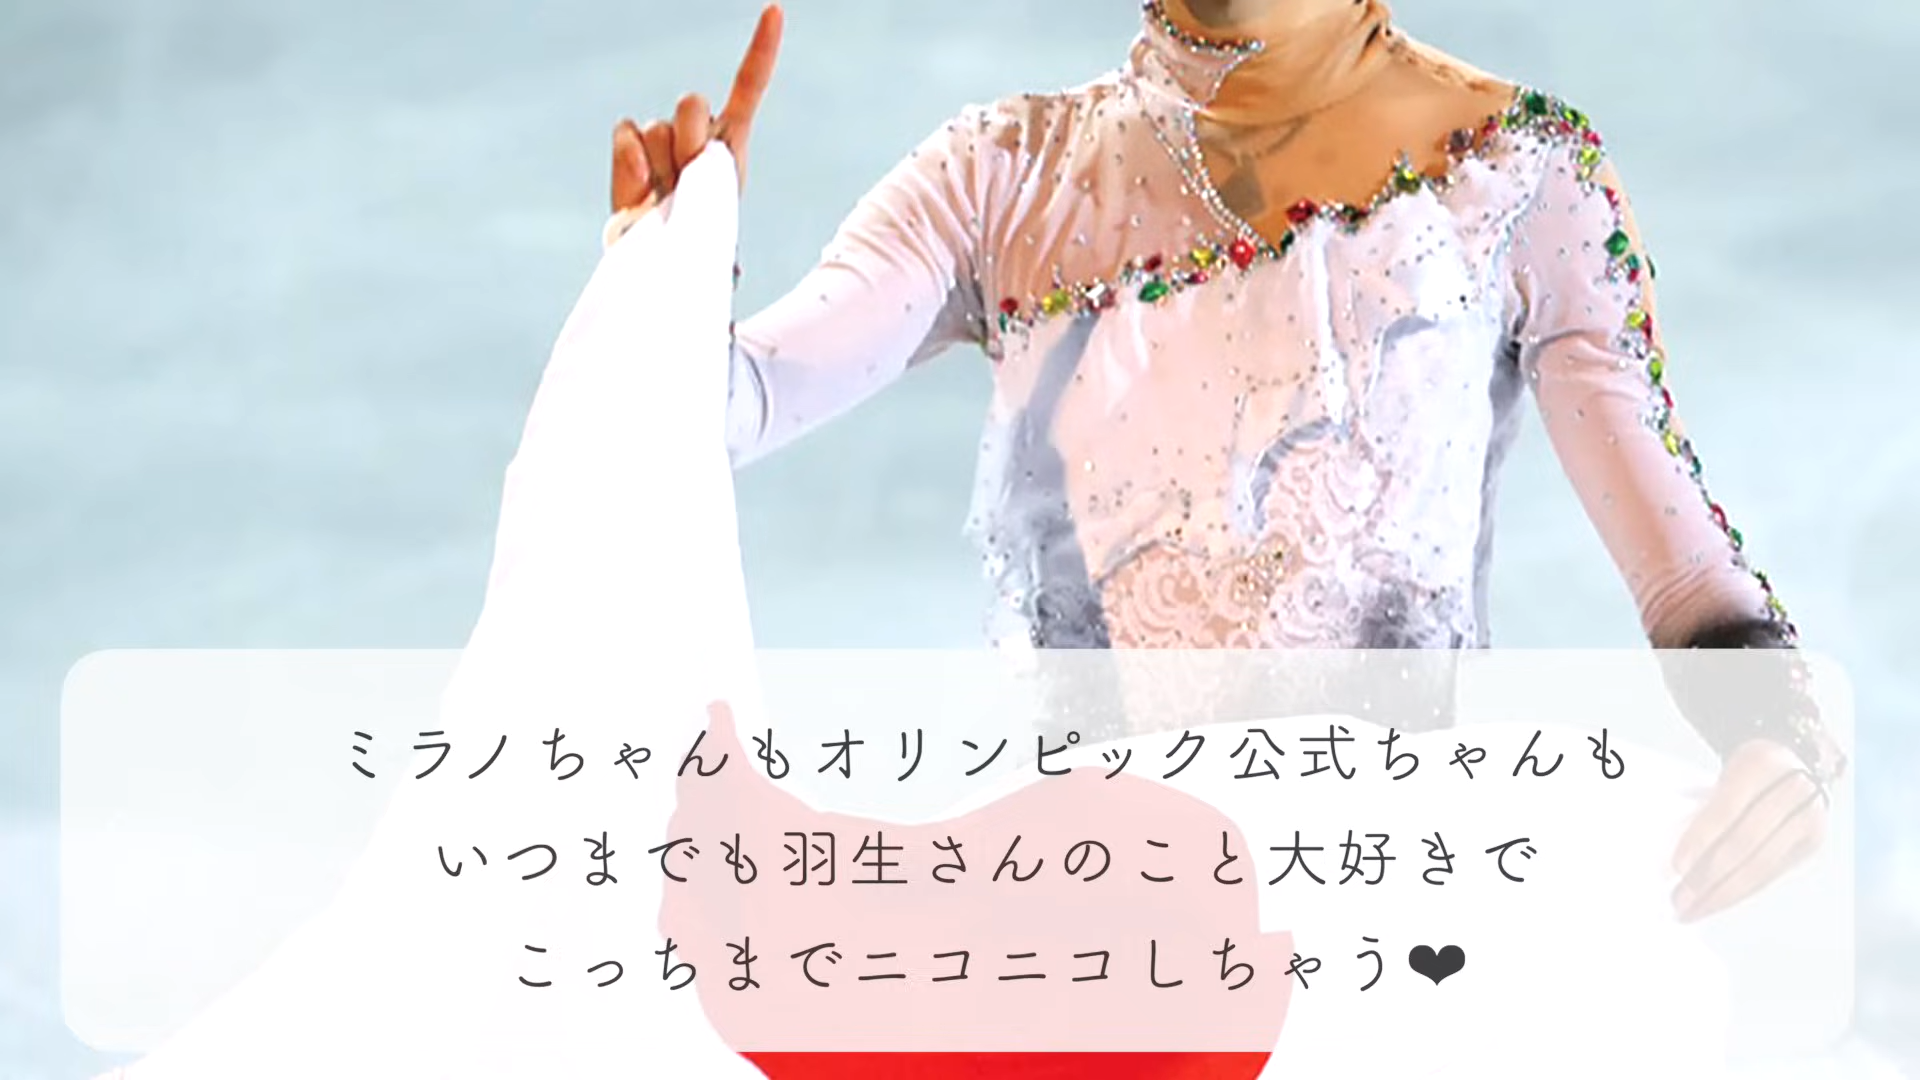 ミラノちゃんもオリンピック公式ちゃんも
いつまでも羽生さんのこと大好きで
こっちまでニコニコしちゃう❤